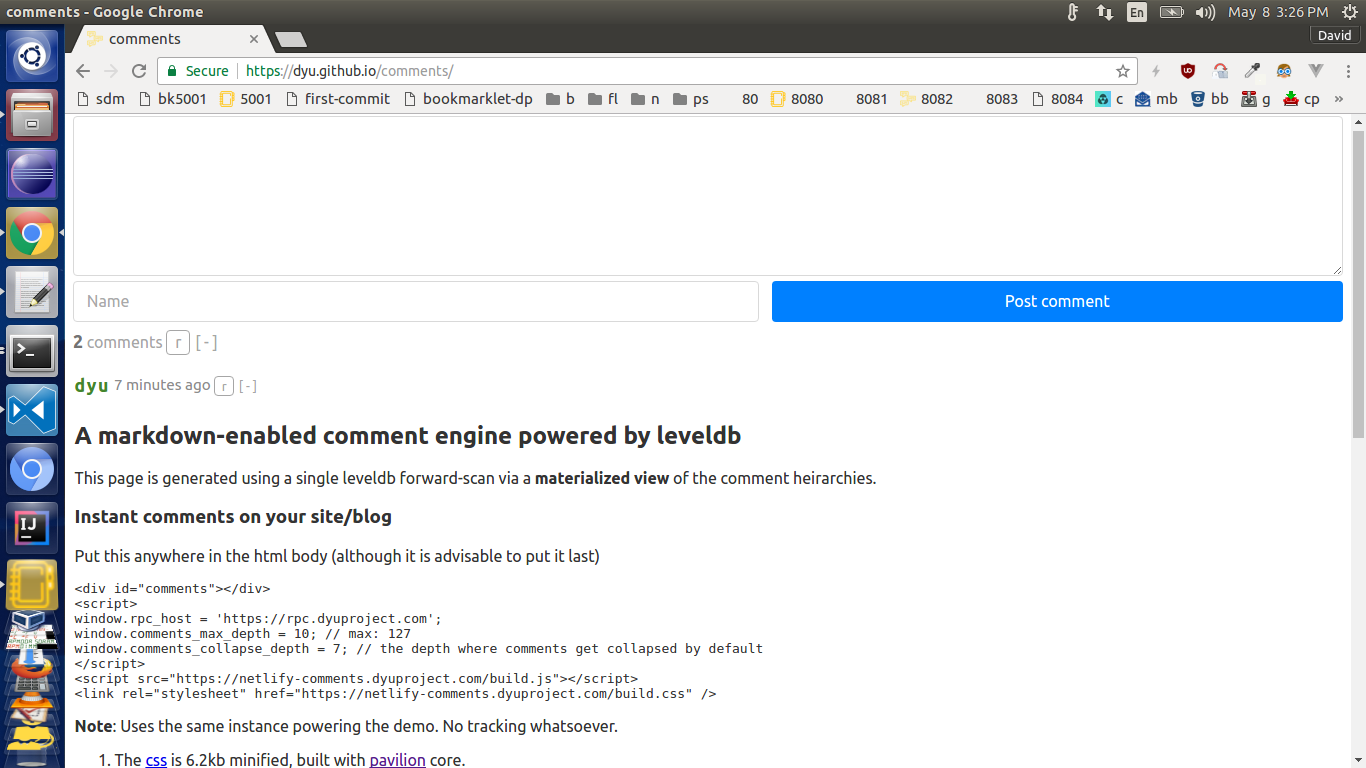 comments - Google Chrome
En
May 8 3:26 PM
comments
David
Secure
https://dyu.github.io/comments/
sdm
bk5001
5001
first-commit
bookmarklet-dp
b
fl
n
ps
80
8080
8081
8082
8083
8084
c
mb
bb
g
cp
»
Name
Post comment
2 comments r [-]
dyu 7 minutes ago r [-]
A markdown-enabled comment engine powered by leveldb
This page is generated using a single leveldb forward-scan via a materialized view of the comment heirarchies.
Instant comments on your site/blog
Put this anywhere in the html body (although it is advisable to put it last)
<div id="comments"></div>
<script>
window.rpc_host = 'https://rpc.dyuproject.com';
window.comments_max_depth = 10; // max: 127
window.comments_collapse_depth = 7; // the depth where comments get collapsed by default
</script>
<script src="https://netlify-comments.dyuproject.com/build.js"></script>
<link rel="stylesheet" href="https://netlify-comments.dyuproject.com/build.css" />
Note: Uses the same instance powering the demo. No tracking whatsoever.
1. The css is 6.2kb minified, built with pavilion core.
IJ